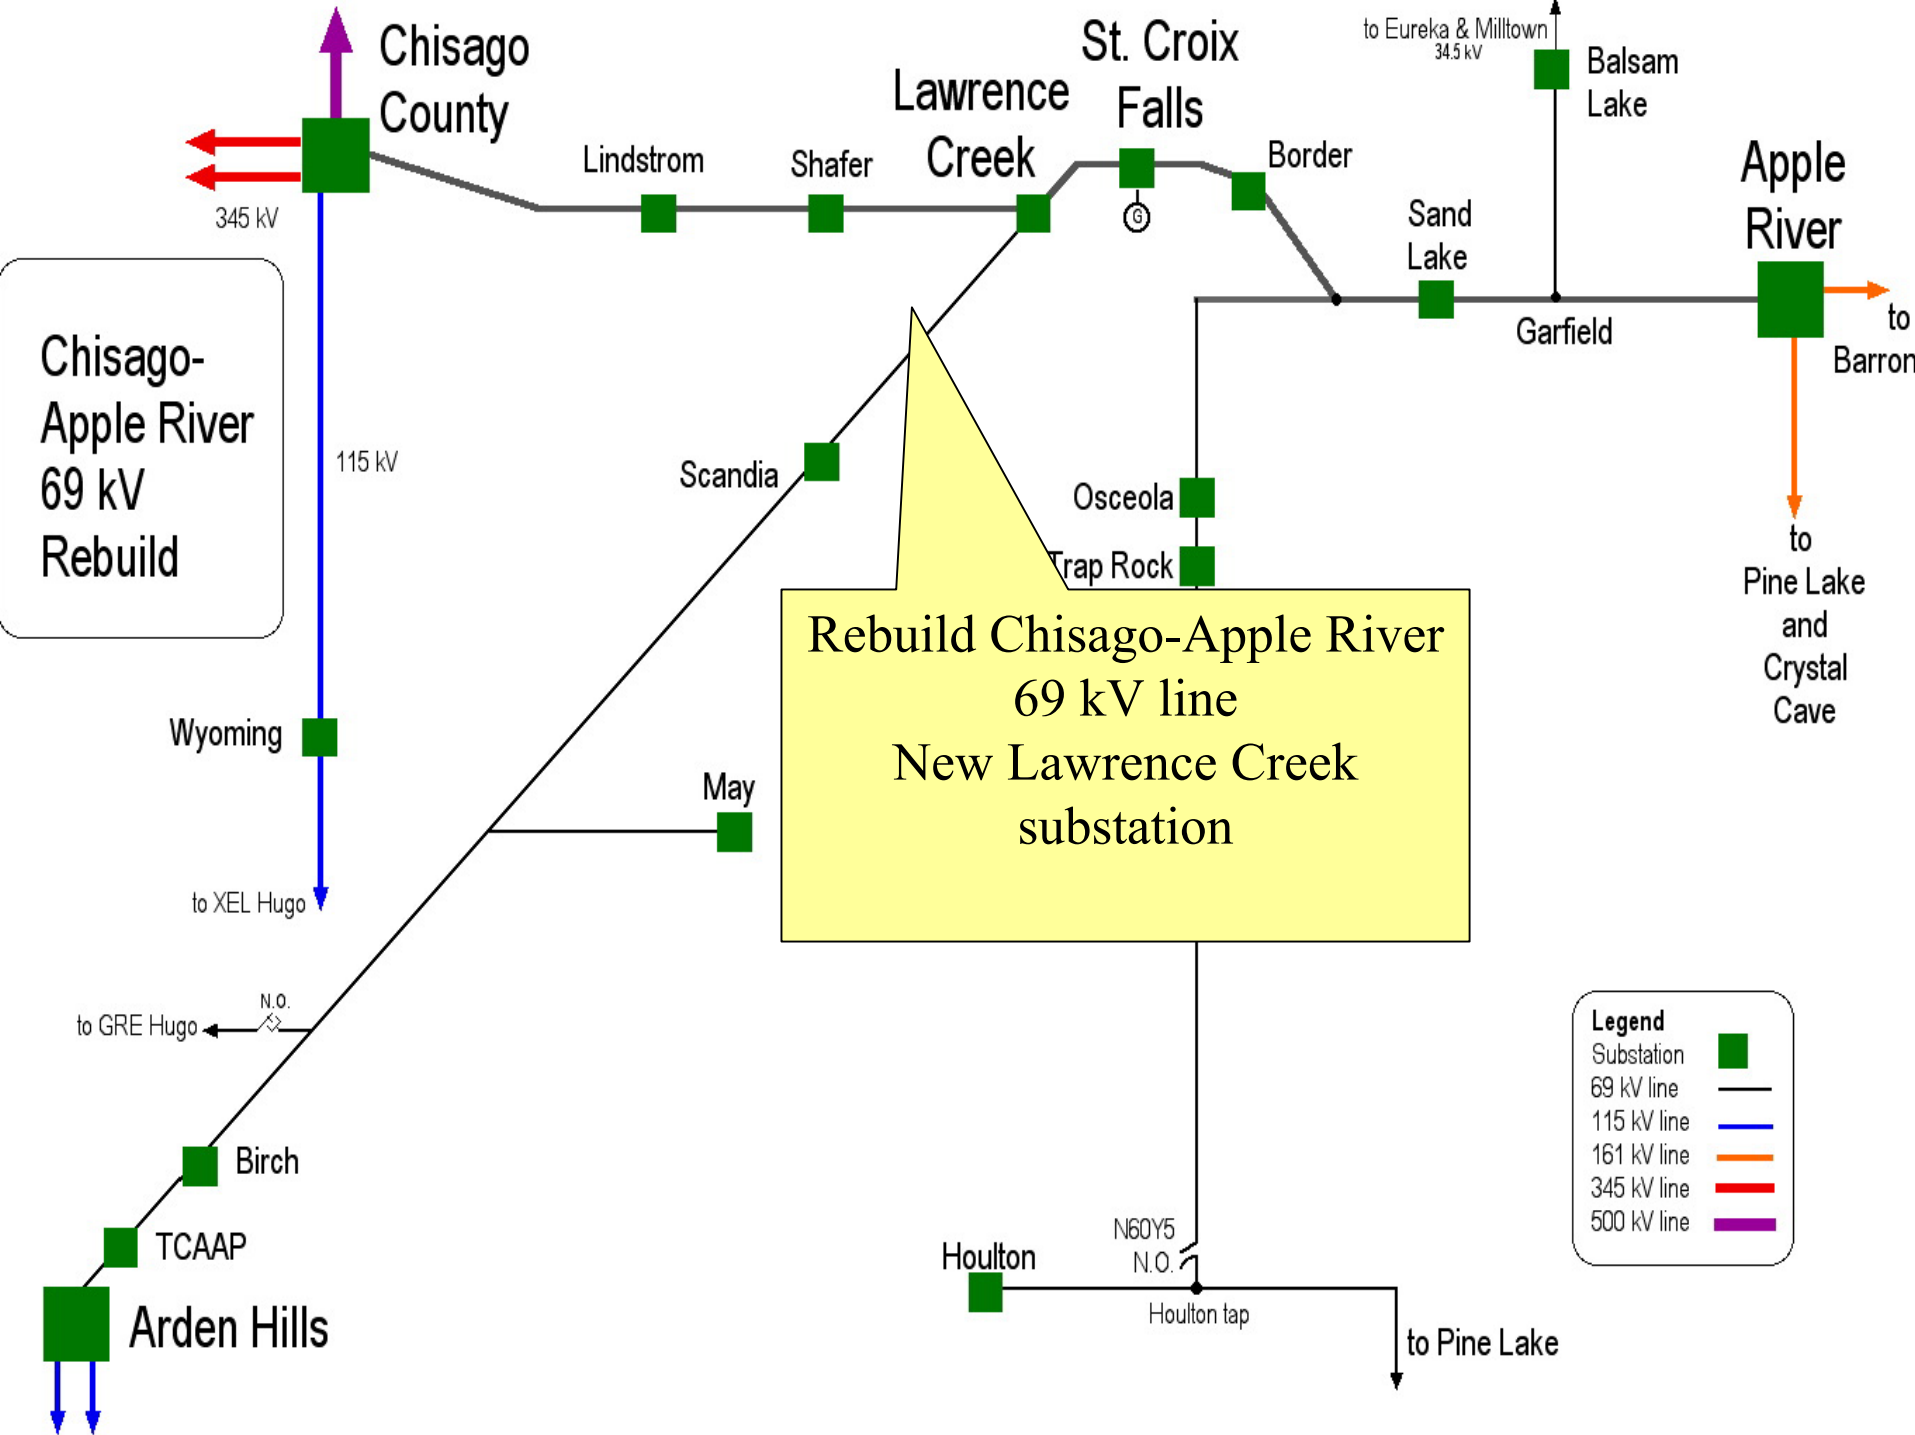 Chisago
County
345 kV
Chisago-
Apple River
69 kV
Rebuild
115 kV
Wyoming
to XEL Hugo
N.O.
to GRE Hugo
Birch
TCAAP
Arden Hills
Lindstrom
Shafer
Lawrence
Creek
St. Croix
Falls
G
Border
to Eureka & Milltown
34.5 kV
Balsam
Lake
Sand
Lake
Garfield
Apple
River
to
Barron
to
Pine Lake
and
Crystal
Cave
Scandia
May
Osceola
Trap Rock
Rebuild Chisago-Apple River
69 kV line
New Lawrence Creek
substation
N60Y5
N.O.
Houlton
Houlton tap
to Pine Lake
Legend
Substation
69 kV line
115 kV line
161 kV line
345 kV line
500 kV line